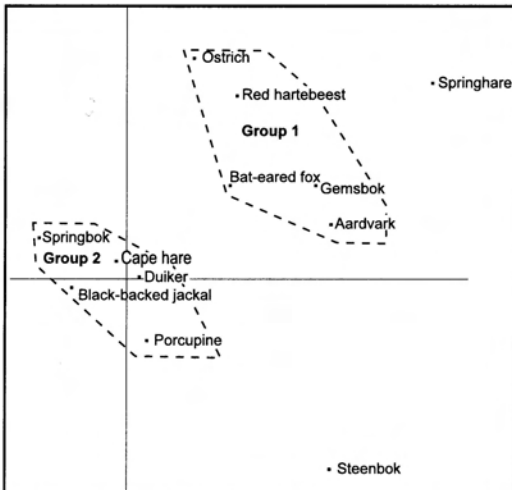 Ostrich
Springhare
Red hartebeest
Group 1
Bat-eared fox
Gemsbok
Aardvark
Springbok
Group 2
Cape hare
Duiker
Black-backed jackal
Porcupine
Steenbok